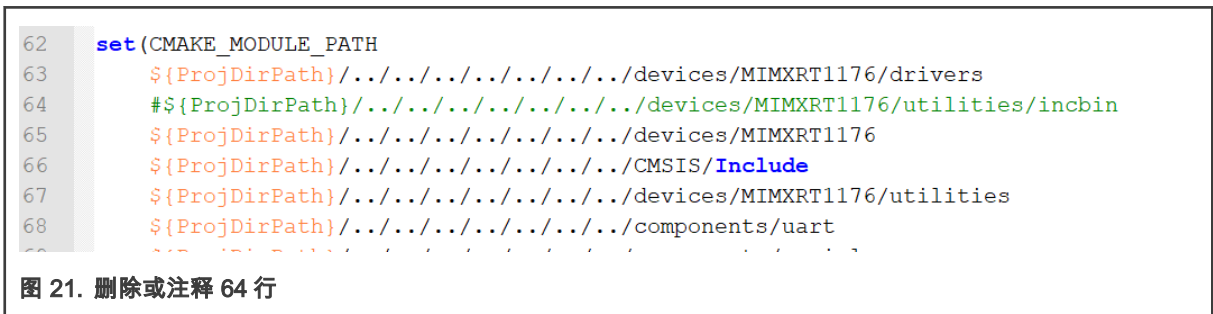 62 set(CMAKE_MODULE_PATH
63 ${ProjDirPath}/../../../../../../devices/MIMXRT1176/drivers
64 #${ProjDirPath}/../../../../../../devices/MIMXRT1176/utilities/incbin
65 ${ProjDirPath}/../../../../../../devices/MIMXRT1176
66 ${ProjDirPath}/../../../../../../CMSIS/Include
67 ${ProjDirPath}/../../../../../../devices/MIMXRT1176/utilities
68 ${ProjDirPath}/../../../../../../components/uart
图 21. 删除或注释 64 行